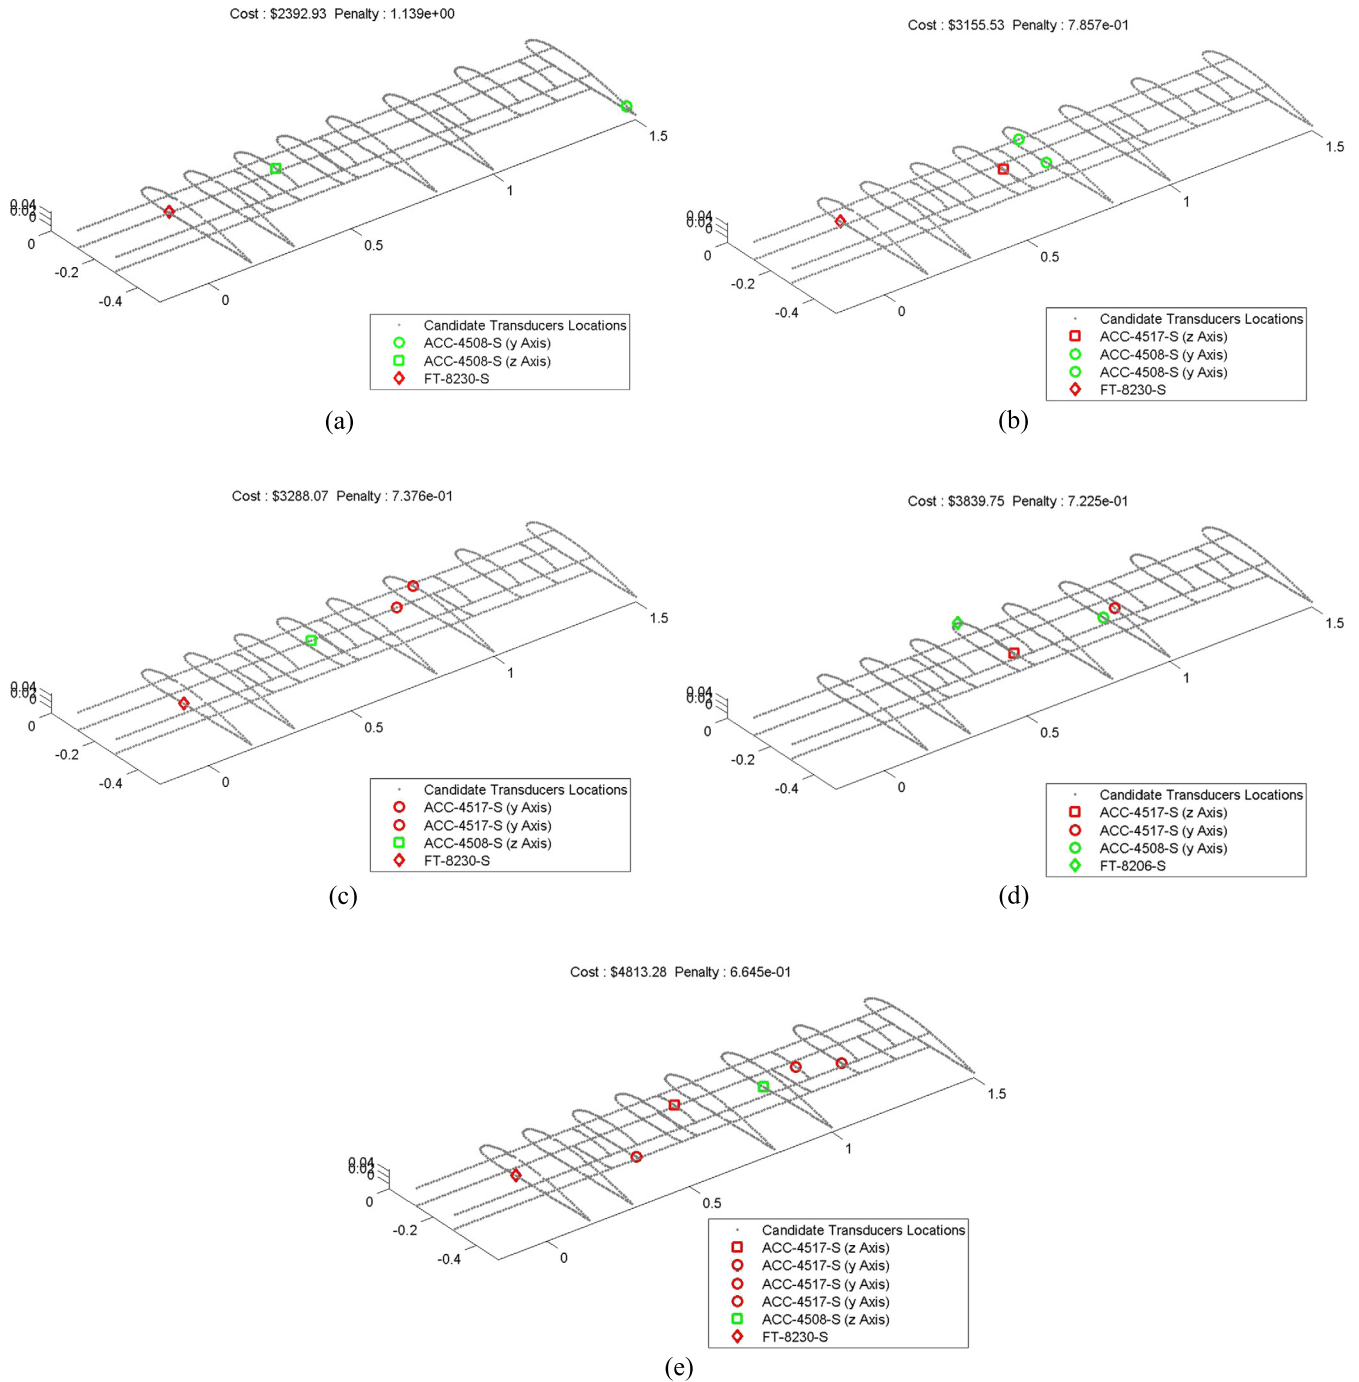 Cost : $2392.93 Penalty : 1.139e+00
0.04
0.02
0
0
-0.2
-0.4
0
0.5
1
1.5
Candidate Transducers Locations
ACC-4508-S (y Axis)
ACC-4508-S (z Axis)
FT-8230-S
(a)
Cost : $3155.53 Penalty : 7.857e-01
0.04
0.02
0
0
-0.2
-0.4
0
0.5
1
1.5
Candidate Transducers Locations
ACC-4517-S (z Axis)
ACC-4508-S (y Axis)
ACC-4508-S (y Axis)
FT-8230-S
(b)
Cost : $3288.07 Penalty : 7.376e-01
0.04
0.02
0
0
-0.2
-0.4
0
0.5
1
1.5
Candidate Transducers Locations
ACC-4517-S (y Axis)
ACC-4517-S (y Axis)
ACC-4508-S (z Axis)
FT-8230-S
(c)
Cost : $3839.75 Penalty : 7.225e-01
0.04
0.02
0
0
-0.2
-0.4
0
0.5
1
1.5
Candidate Transducers Locations
ACC-4517-S (z Axis)
ACC-4517-S (y Axis)
ACC-4508-S (y Axis)
FT-8206-S
(d)
Cost : $4813.28 Penalty : 6.645e-01
0.04
0.02
0
0
-0.2
-0.4
0
0.5
1
1.5
Candidate Transducers Locations
ACC-4517-S (z Axis)
ACC-4517-S (y Axis)
ACC-4517-S (y Axis)
ACC-4517-S (y Axis)
ACC-4508-S (z Axis)
FT-8230-S
(e)